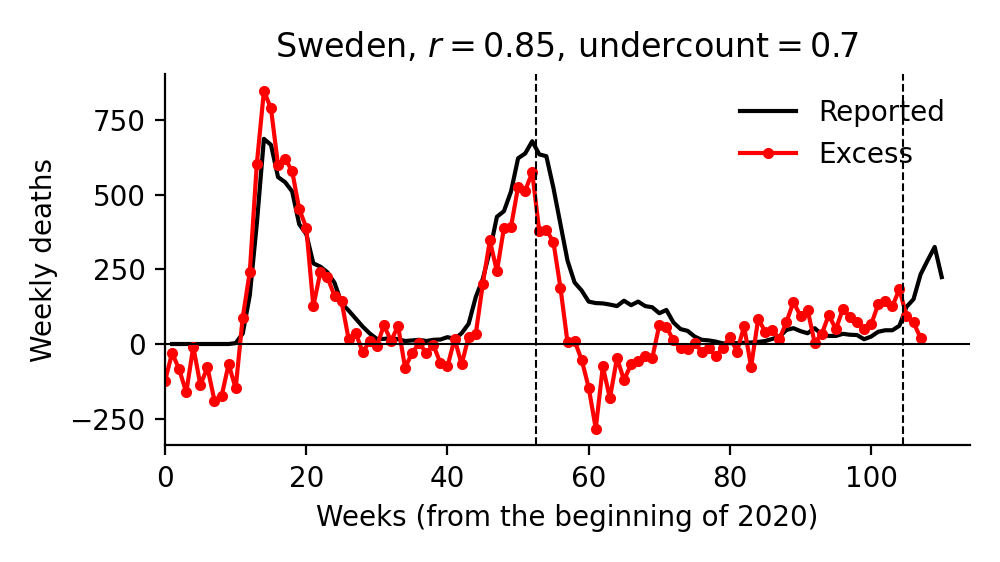 Sweden, r = 0.85, undercount = 0.7
Reported
Excess
Weekly deaths
750
500
250
0
−250
0 20 40 60 80 100
Weeks (from the beginning of 2020)